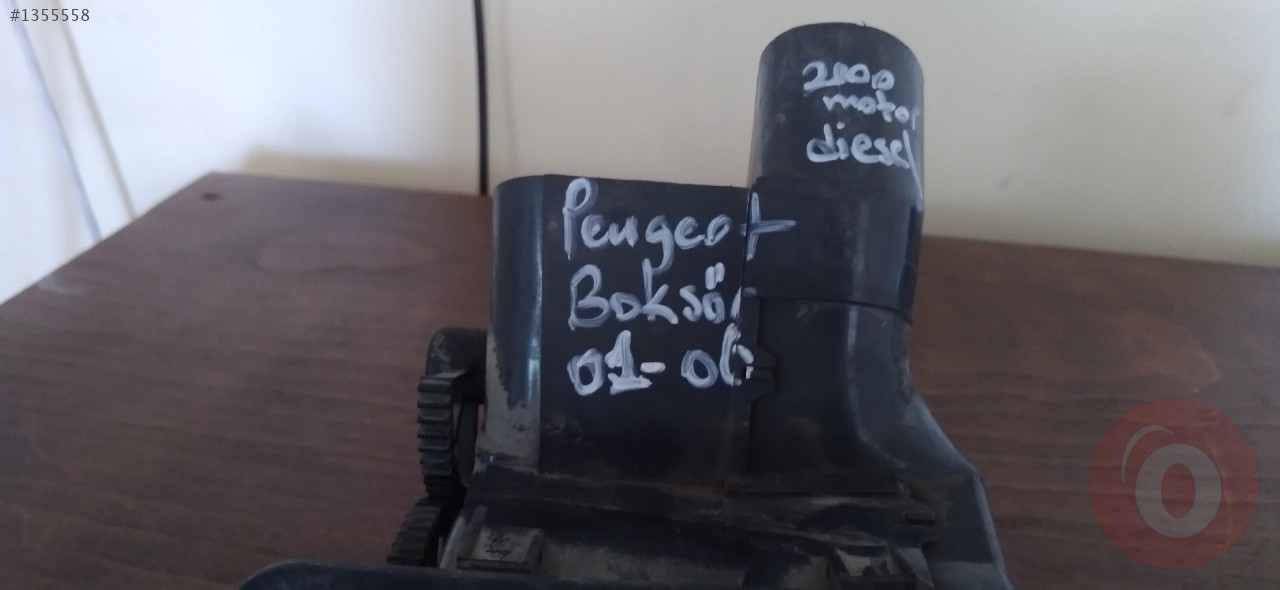 #1355558
2000
motor
diesel
Peugeot
Boksör
01-06